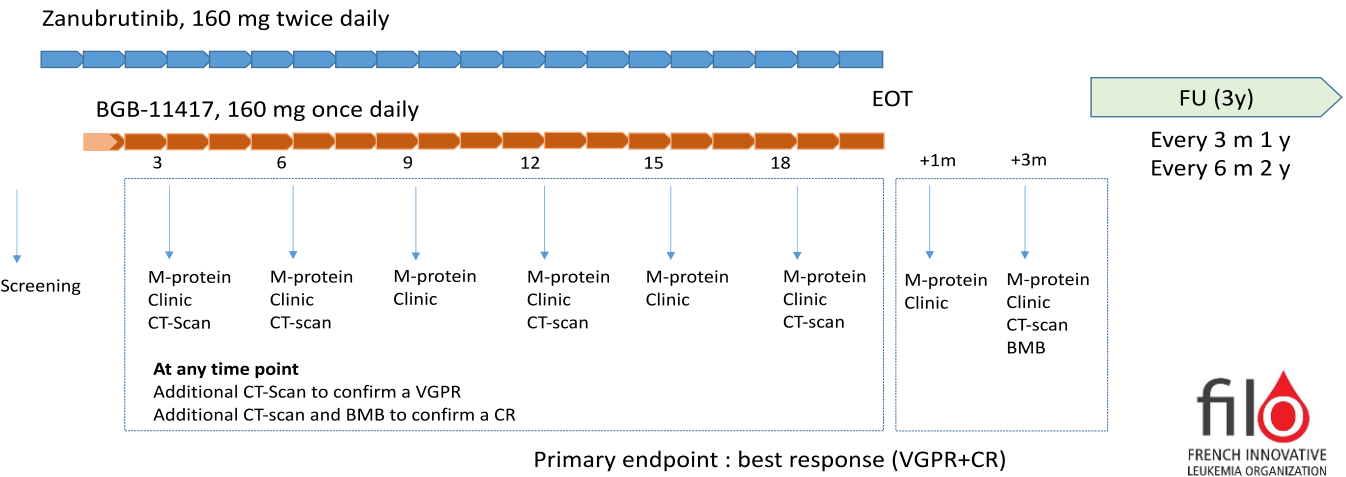 Zanubrutinib, 160 mg twice daily
BGB-11417, 160 mg once daily
EOT
FU (3y)
Every 3 m 1 y
Every 6 m 2 y
3 6 9 12 15 18 +1m +3m
Screening
M-protein
Clinic
CT-Scan
M-protein
Clinic
CT-scan
M-protein
Clinic
M-protein
Clinic
CT-scan
M-protein
Clinic
M-protein
Clinic
CT-scan
M-protein
Clinic
M-protein
Clinic
CT-scan
BMB
At any time point
Additional CT-Scan to confirm a VGPR
Additional CT-scan and BMB to confirm a CR
Primary endpoint : best response (VGPR+CR)
filo
FRENCH INNOVATIVE
LEUKEMIA ORGANIZATION